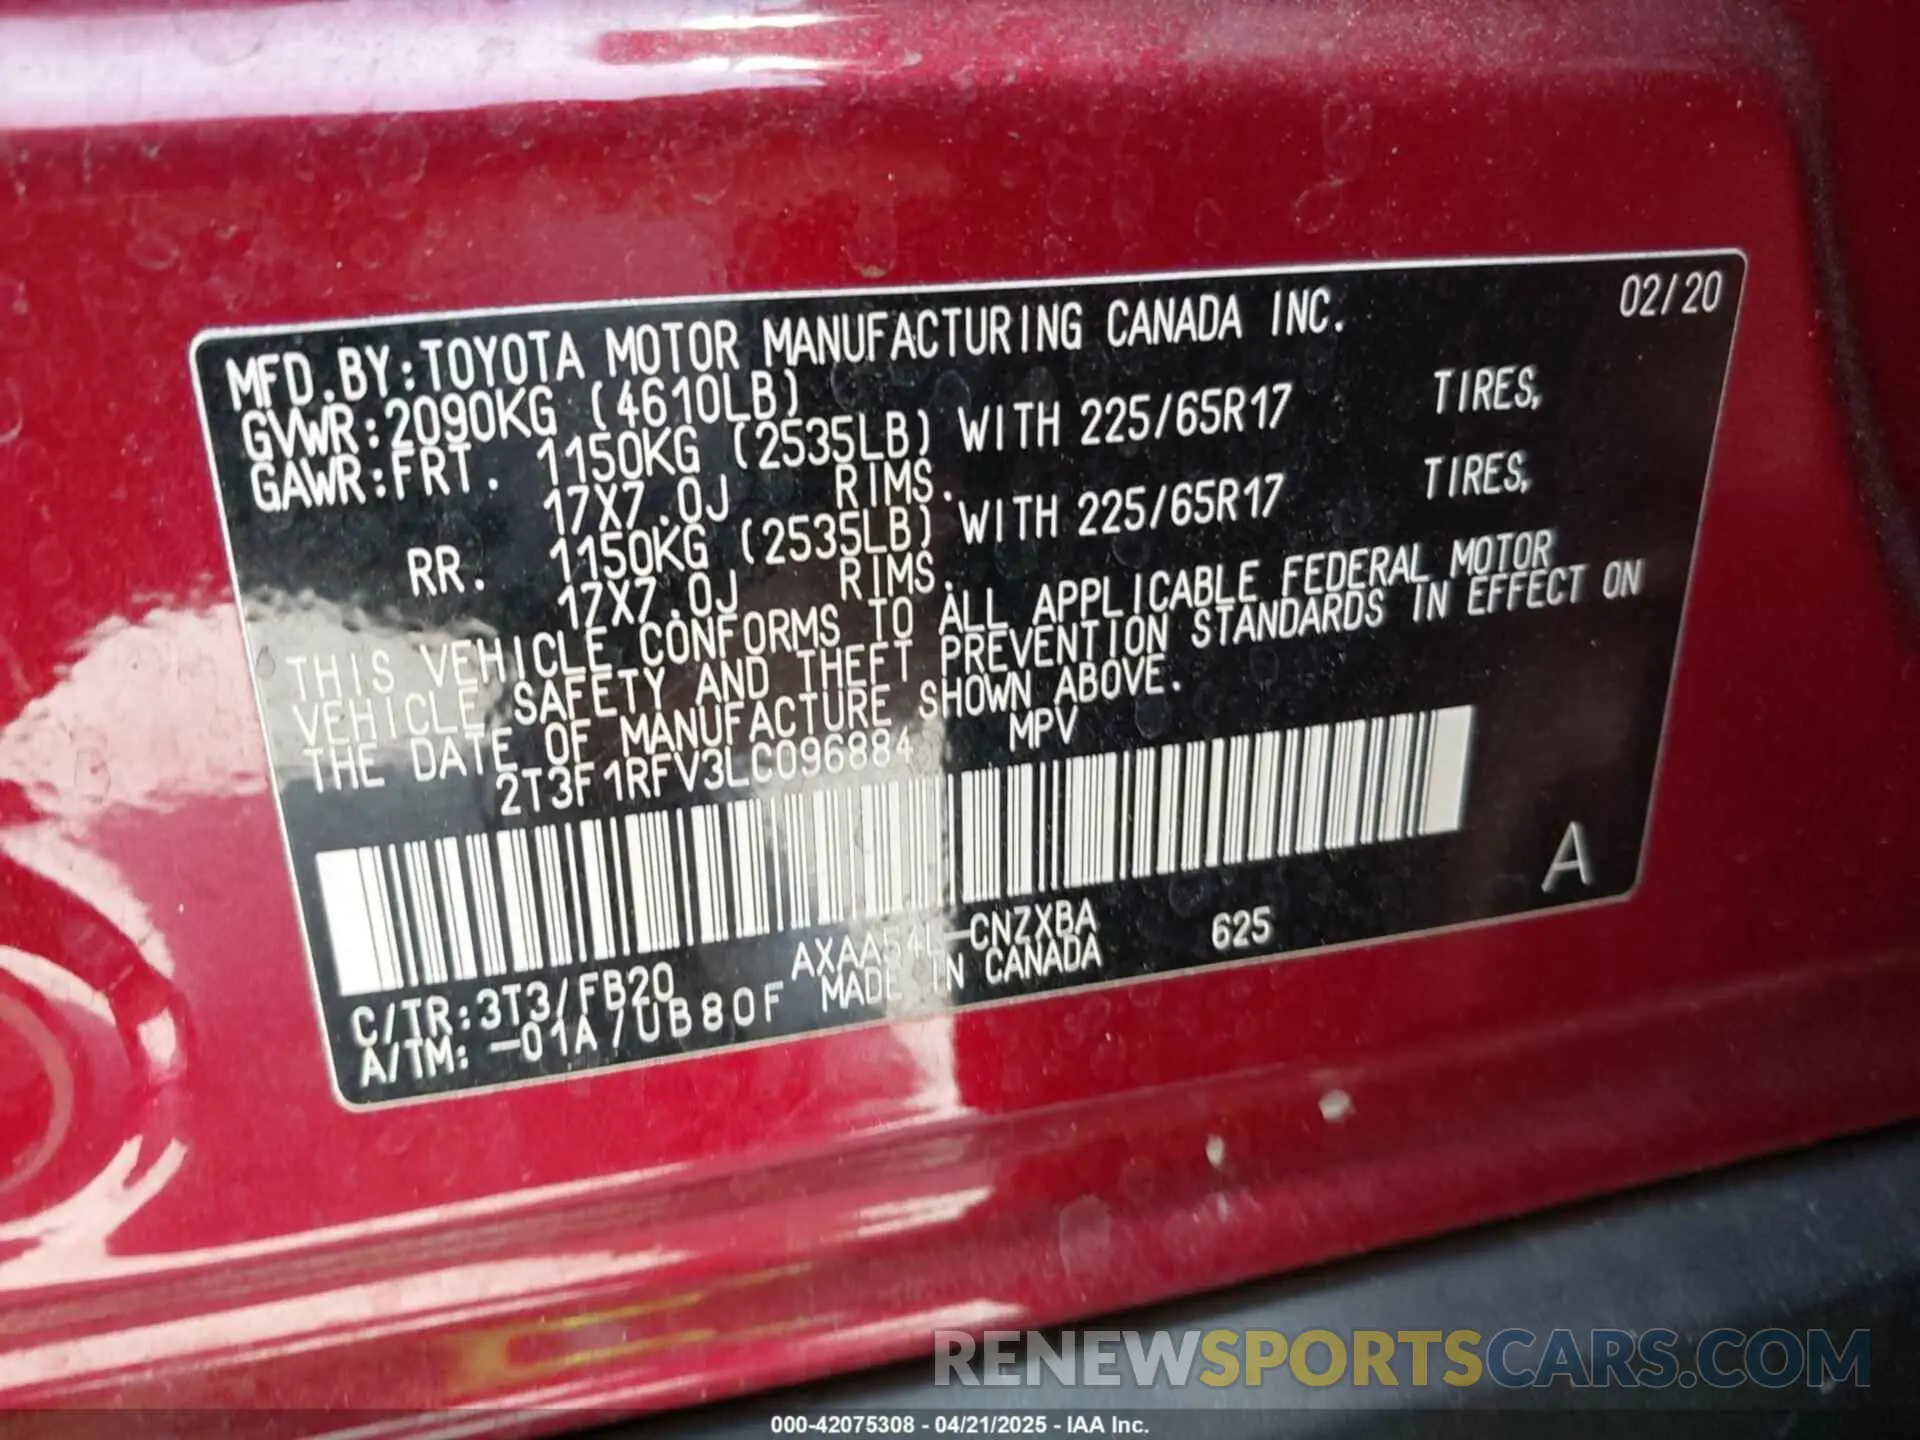 02/20
MFD.BY:TOYOTA MOTOR MANUFACTURING CANADA INC.
GVWR:2090KG (4610LB)
GAWR:FRT. 1150KG (2535LB) WITH 225/65R17 TIRES,
17X7.0J RIMS.
RR. 1150KG (2535LB) WITH 225/65R17 TIRES,
17X7.0J RIMS.
THIS VEHICLE CONFORMS TO ALL APPLICABLE FEDERAL MOTOR
VEHICLE SAFETY AND THEFT PREVENTION STANDARDS IN EFFECT ON
THE DATE OF MANUFACTURE SHOWN ABOVE.
2T3F1RFV3LC096884 MPV
A
C/TR:3T3/FB20 AXAA54L-CNZXBA 625
A/TM: -01A/UB80F MADE IN CANADA
RENEWSPORTSCARS.COM
000-42075308 - 04/21/2025 - IAA Inc.